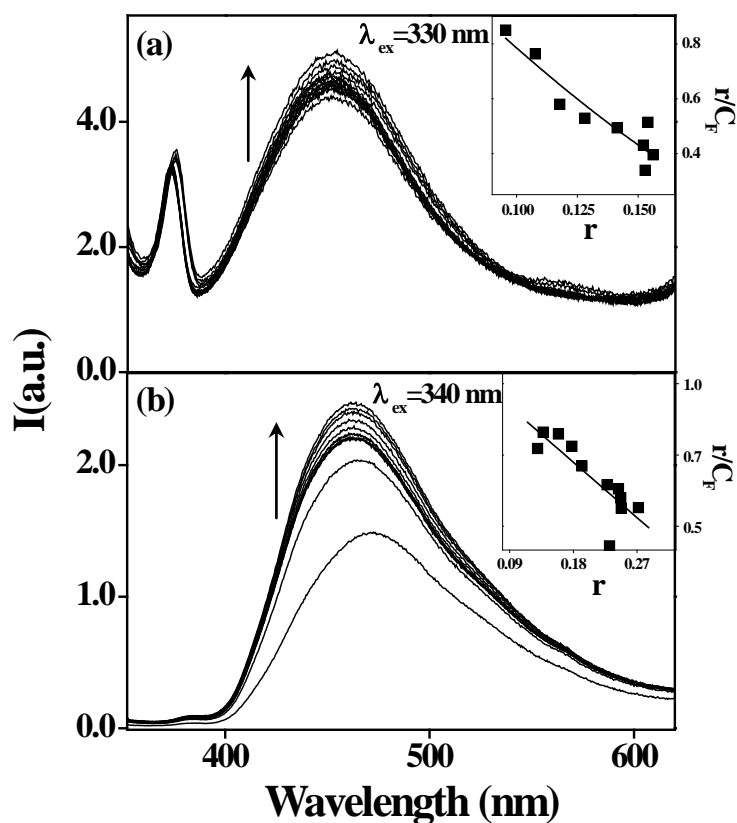 (a)
λex=330 nm
0.8
0.6
0.4
r/CF
0.100
0.125
0.150
r
4.0
2.0
0.0
I(a.u.)
(b)
λex=340 nm
1.0
0.7
0.5
r/CF
0.09
0.18
0.27
r
2.0
1.0
0.0
400
500
600
Wavelength (nm)